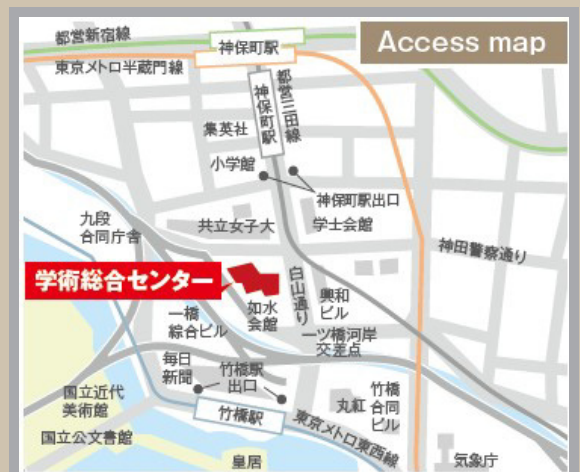 都営新宿線
神保町駅
Access map
東京メトロ半蔵門線
神保町駅
都営三田線
集英社
小学館
神保町駅出口
九段
合同庁舎
共立女子大
学士会館
神田警察通り
学術総合センター
白山通り
如水
会館
興和
ビル
一橋
綜合ビル
一ツ橋河岸
交差点
毎日
新聞
竹橋駅
出口
国立近代
美術館
竹橋駅
丸紅
竹橋
合同
ビル
東京メトロ東西線
国立公文書館
皇居
気象庁